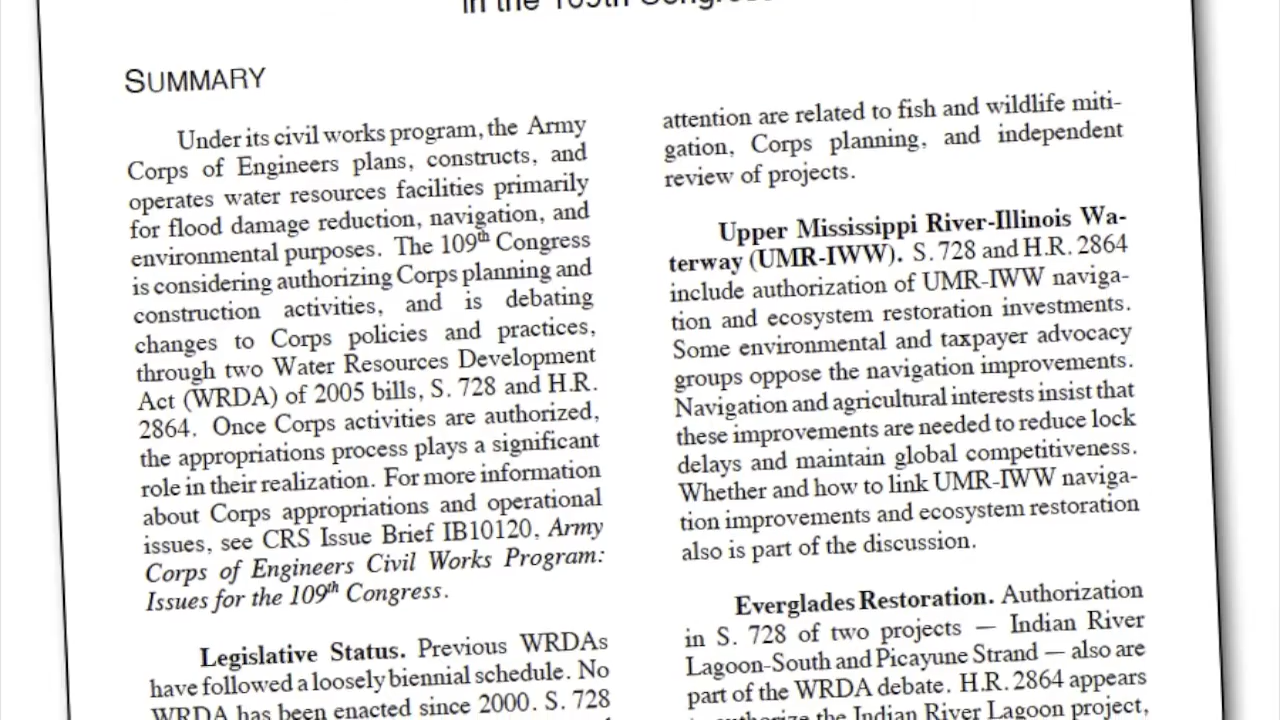 in the 109th Congress
SUMMARY
Under its civil works program, the Army
Corps of Engineers plans, constructs, and
operates water resources facilities primarily
for flood damage reduction, navigation, and
environmental purposes. The 109th Congress
is considering authorizing Corps planning and
construction activities, and is debating
changes to Corps policies and practices,
through two Water Resources Development
Act (WRDA) of 2005 bills, S. 728 and H.R.
2864. Once Corps activities are authorized,
the appropriations process plays a significant
role in their realization. For more information
about Corps appropriations and operational
issues, see CRS Issue Brief IB10120, Army
Corps of Engineers Civil Works Program:
Issues for the 109th Congress.
Legislative Status. Previous WRDAs
have followed a loosely biennial schedule. No
WRDA has been enacted since 2000. S. 728
attention are related to fish and wildlife miti-
gation, Corps planning, and independent
review of projects.
Upper Mississippi River-Illinois Wa-
terway (UMR-IWW). S. 728 and H.R. 2864
include authorization of UMR-IWW naviga-
tion and ecosystem restoration investments.
Some environmental and taxpayer advocacy
groups oppose the navigation improvements.
Navigation and agricultural interests insist that
these improvements are needed to reduce lock
delays and maintain global competitiveness.
Whether and how to link UMR-IWW naviga-
tion improvements and ecosystem restoration
also is part of the discussion.
Everglades Restoration. Authorization
in S. 728 of two projects — Indian River
Lagoon-South and Picayune Strand — also are
part of the WRDA debate. H.R. 2864 appears
authorize the Indian River Lagoon project,